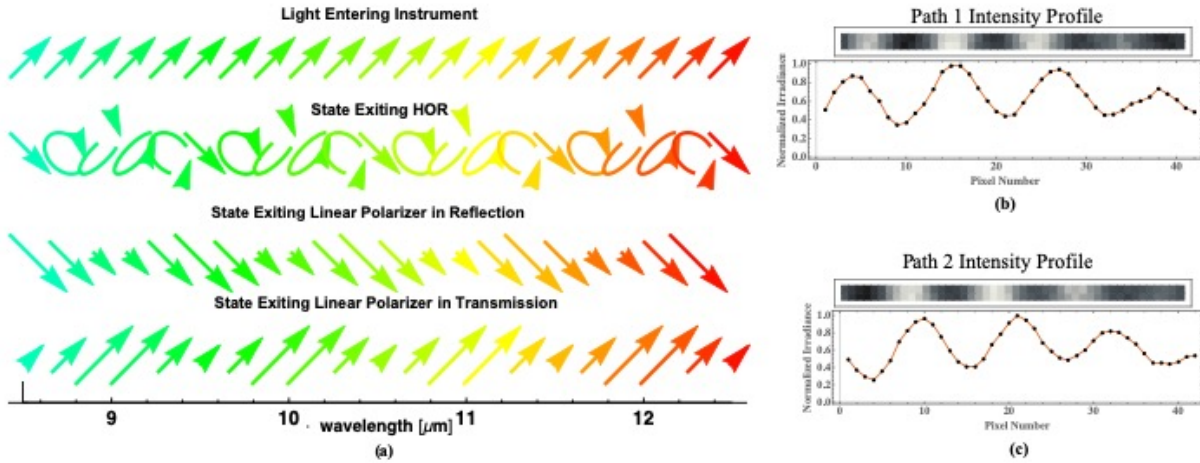 Light Entering Instrument
State Exiting HOR
State Exiting Linear Polarizer in Reflection
State Exiting Linear Polarizer in Transmission
9 10 11 12
wavelength [μm]
(a)
Path 1 Intensity Profile
Normalized Irradiance
1.0
0.8
0.6
0.4
0.2
0.0
0 10 20 30 40
Pixel Number
(b)
Path 2 Intensity Profile
Normalized Irradiance
1.0
0.8
0.6
0.4
0.2
0.0
0 10 20 30 40
Pixel Number
(c)